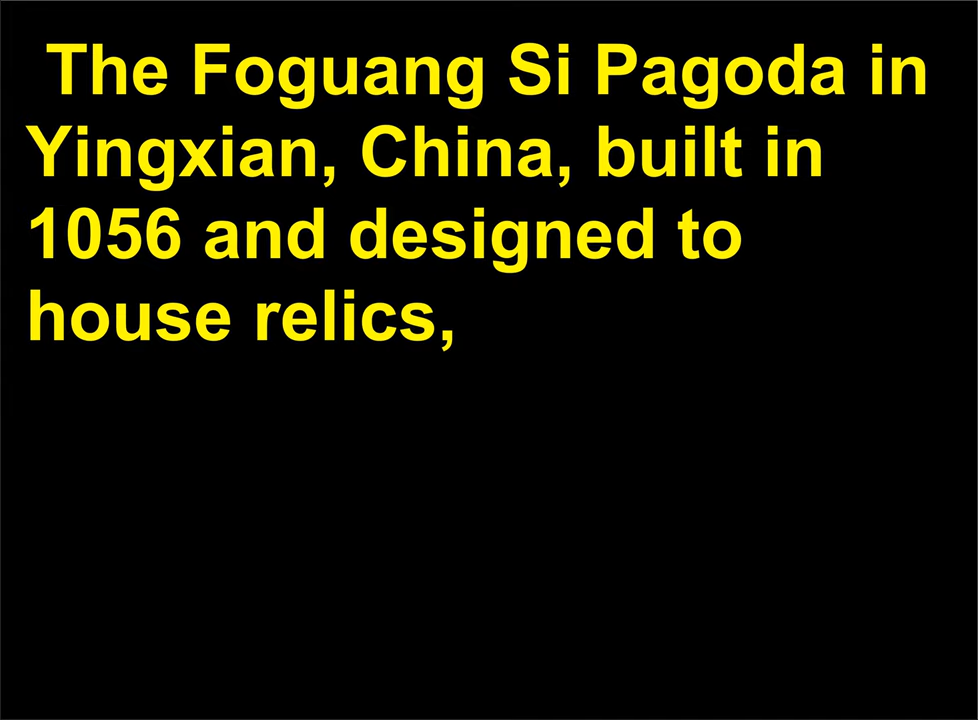 The Foguang Si Pagoda in
Yingxian, China, built in
1056 and designed to
house relics,